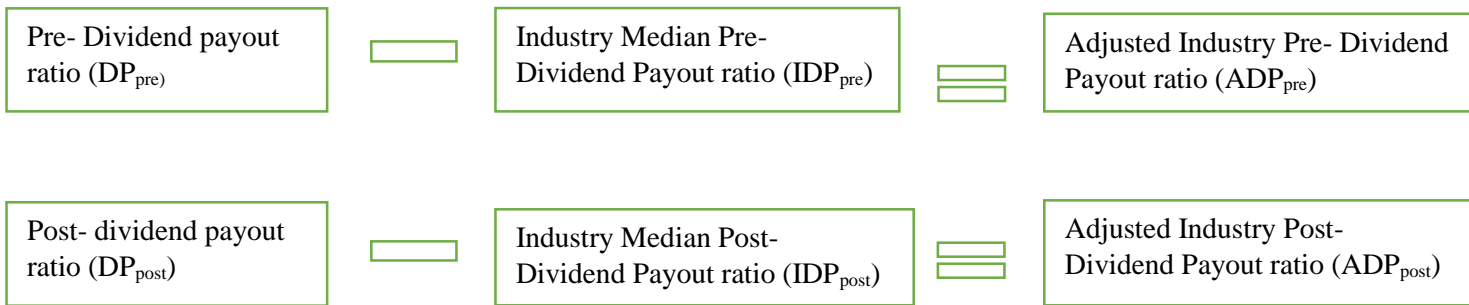 Pre- Dividend payout
ratio (DPpre)
Industry Median Pre-
Dividend Payout ratio (IDPpre)
Adjusted Industry Pre- Dividend
Payout ratio (ADPpre)
Post- dividend payout
ratio (DPpost)
Industry Median Post-
Dividend Payout ratio (IDPpost)
Adjusted Industry Post-
Dividend Payout ratio (ADPpost)